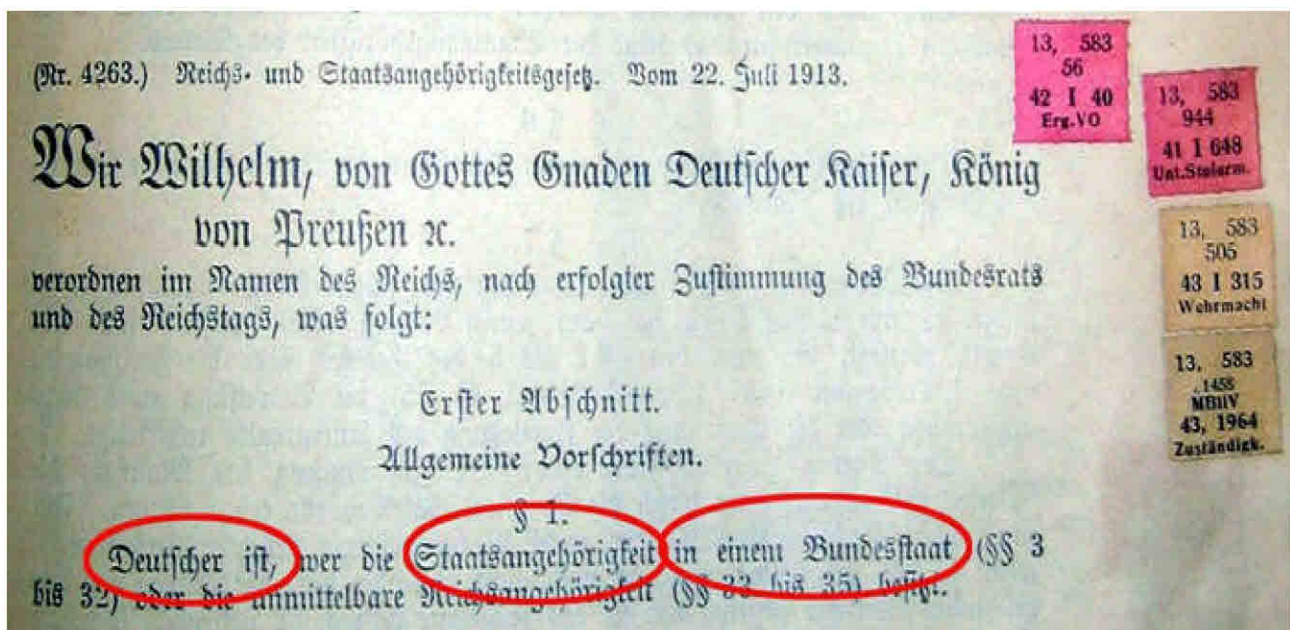 (Nr. 4263.) Reichs- und Staatsangehörigkeitsgesetz. Vom 22. Juli 1913.
Wir Wilhelm, von Gottes Gnaden Deutscher Kaiser, König
von Preußen ꝛc.
verordnen im Namen des Reichs, nach erfolgter Zustimmung des Bundesrats
und des Reichstags, was folgt:
Erster Abschnitt.
Allgemeine Vorschriften.
§ 1.
Deutscher ist, wer die Staatsangehörigkeit in einem Bundesstaat (§§ 3
bis 32) oder die unmittelbare Reichsangehörigkeit (§§ 33 bis 35) besitzt.
13, 583
56
42 I 40
Erg.VO
13, 583
944
41 I 648
Unt.Steierm.
13, 583
505
43 I 315
Wehrmacht
13, 583
1458
MBliV
43, 1964
Zuständigk.